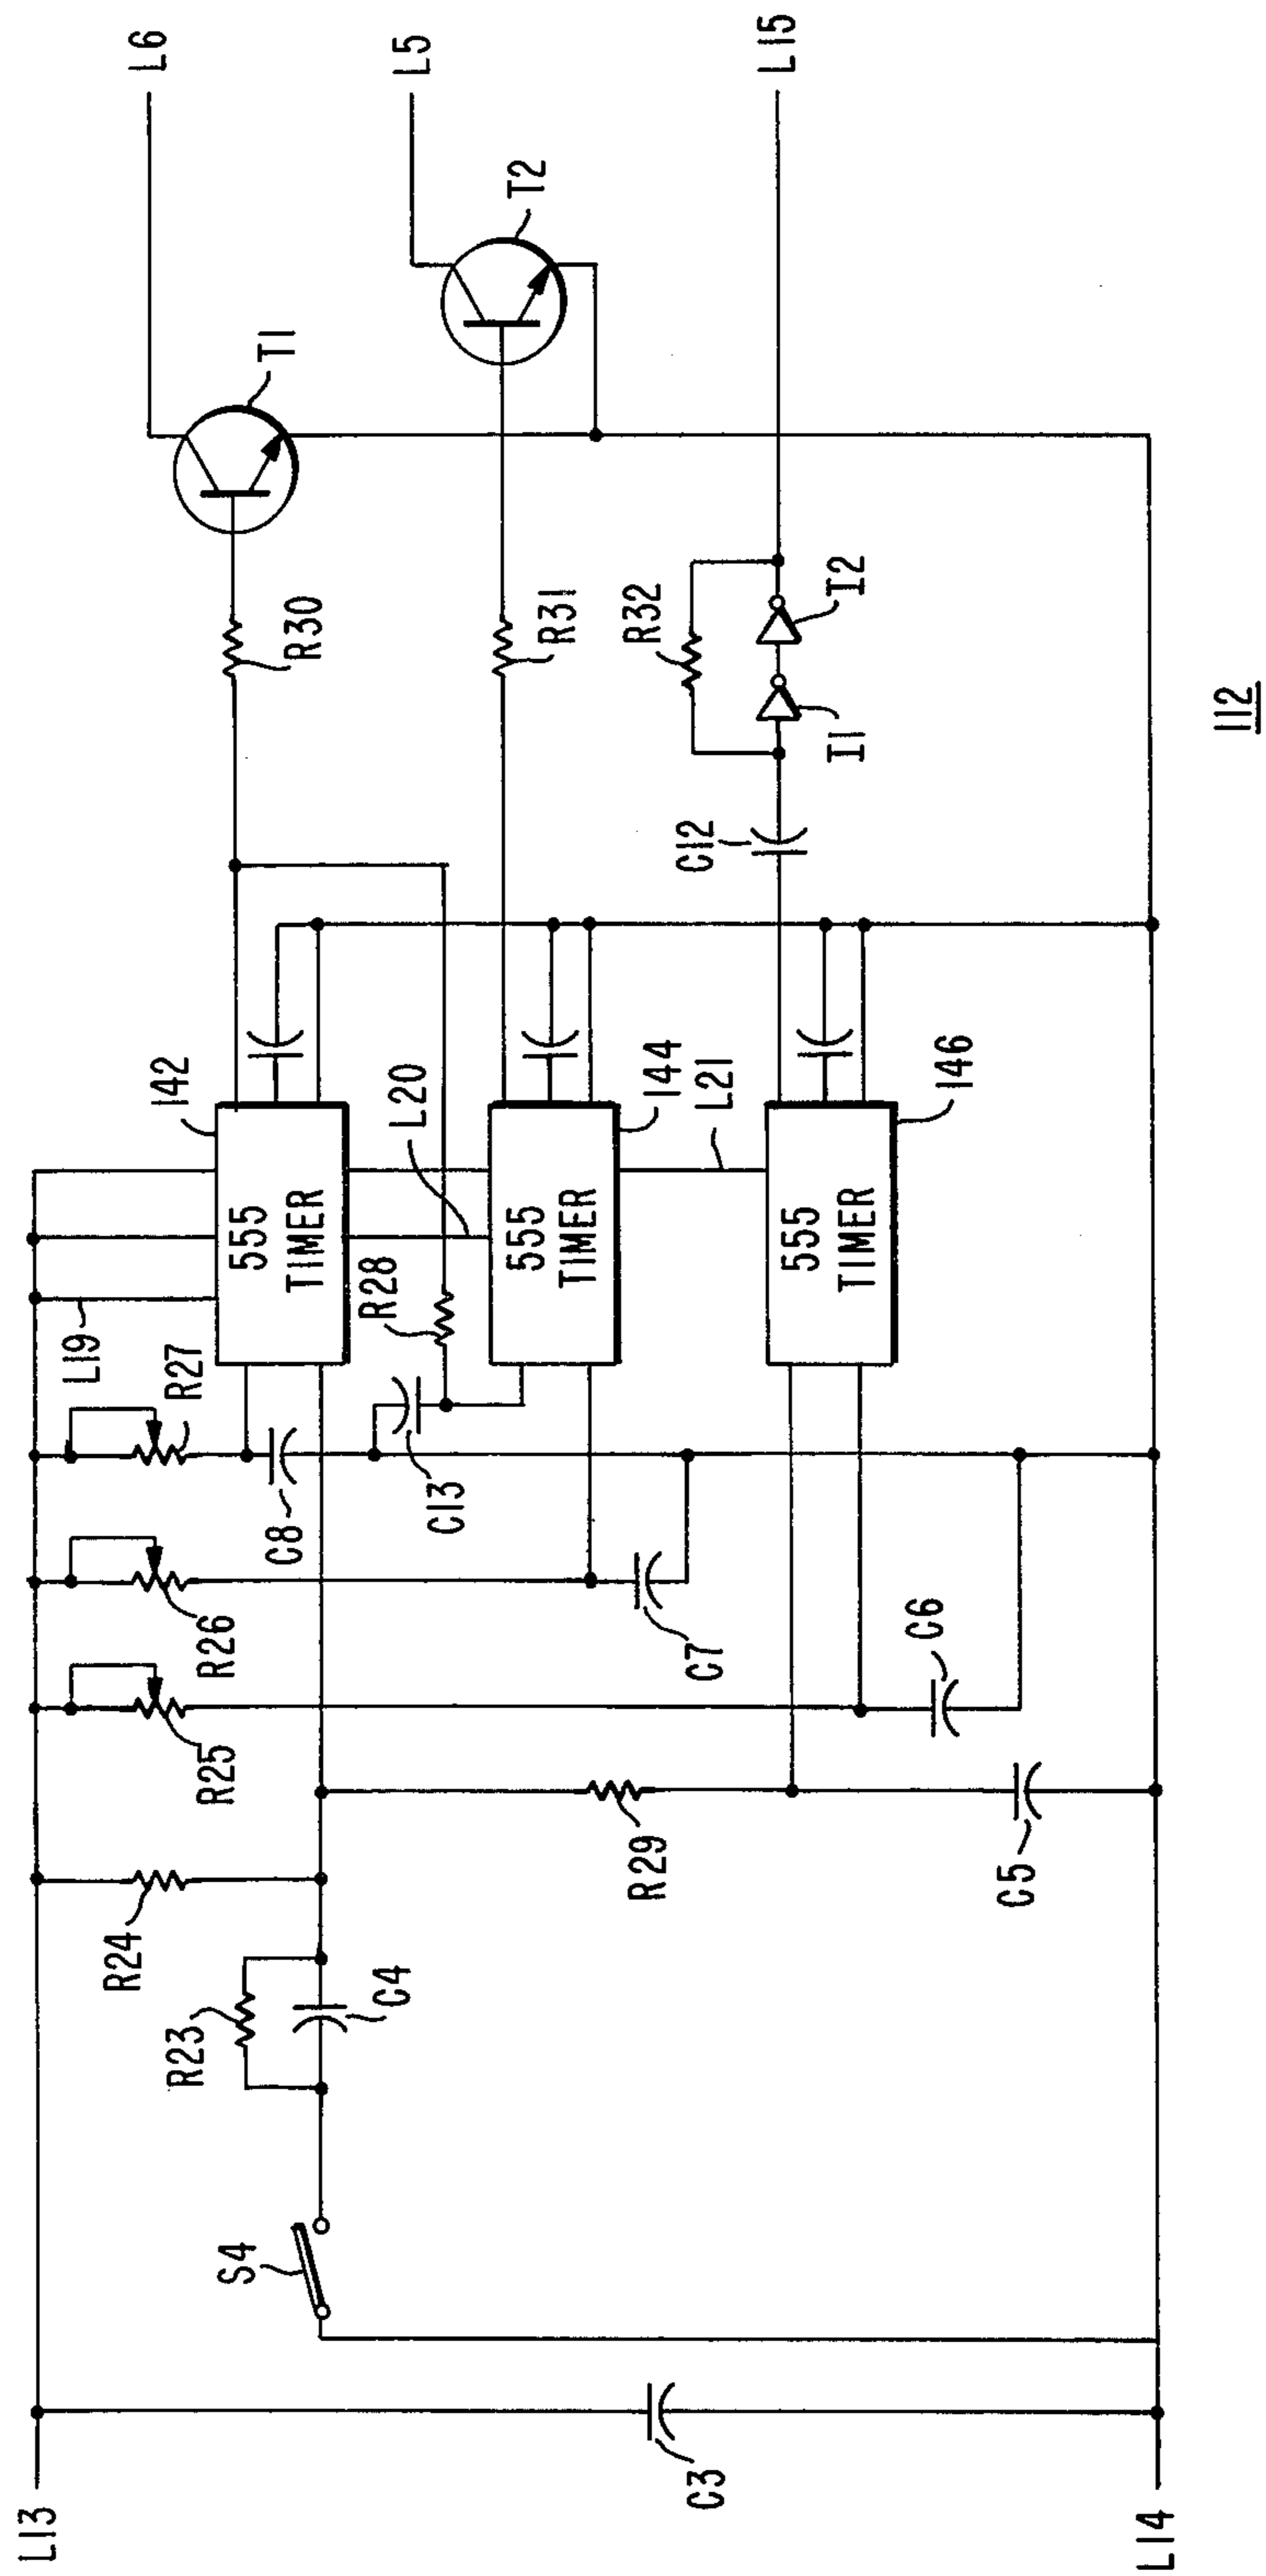 L6
L5
L15
T1
T2
R30
R31
R32
I1
I2
C12
142
L20
144
L21
146
555
TIMER
555
TIMER
555
TIMER
L19
R27
R28
C8
C13
R26
C7
R25
C6
R24
R29
C5
R23
C4
S4
C3
L13
L14
112